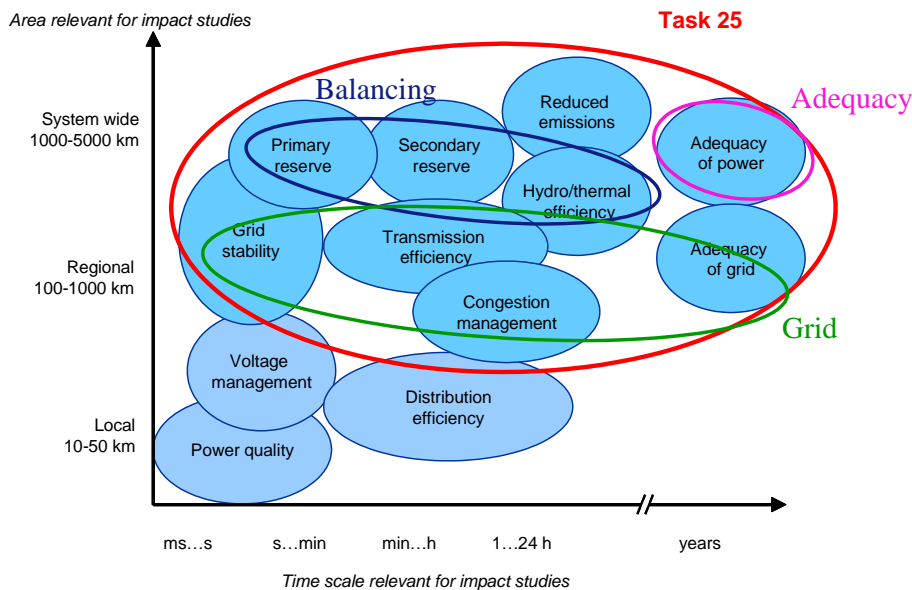 Area relevant for impact studies
Task 25
Balancing
Adequacy
System wide
1000-5000 km
Primary
reserve
Secondary
reserve
Reduced
emissions
Adequacy
of power
Hydro/thermal
efficiency
Grid
stability
Transmission
efficiency
Adequacy
of grid
Regional
100-1000 km
Congestion
management
Grid
Voltage
management
Distribution
efficiency
Local
10-50 km
Power quality
ms…s
s…min
min…h
1…24 h
years
Time scale relevant for impact studies